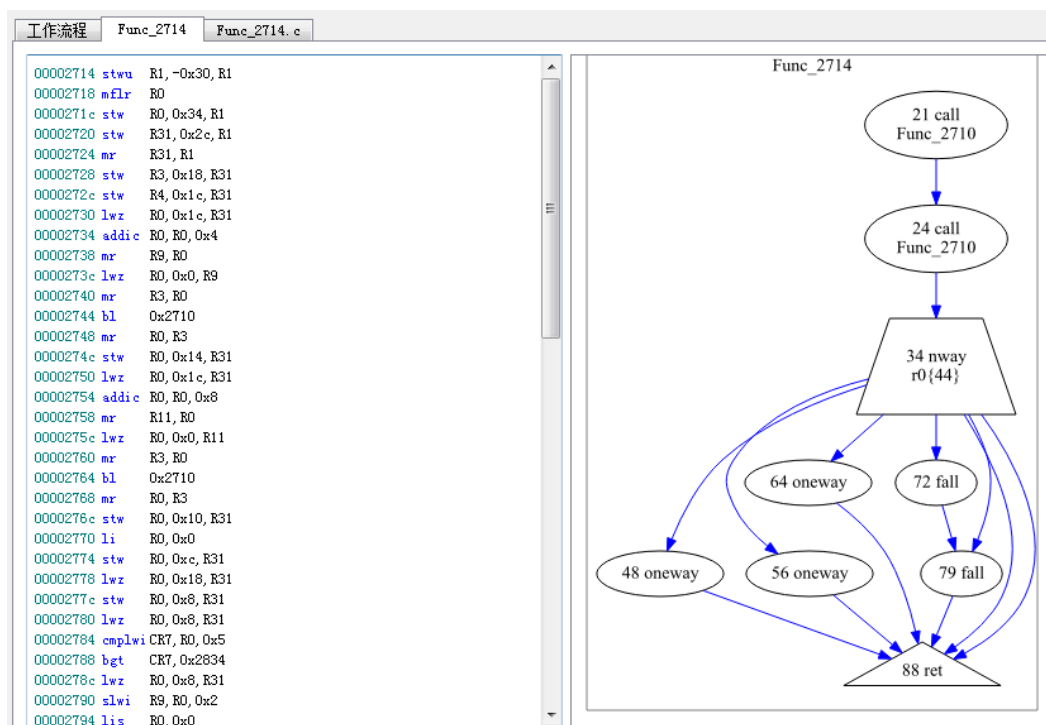 工作流程 Func_2714 Func_2714.c
00002714 stwu R1,-0x30,R1
00002718 mflr R0
0000271c stw R0,0x34,R1
00002720 stw R31,0x2c,R1
00002724 mr R31,R1
00002728 stw R3,0x18,R31
0000272c stw R4,0x1c,R31
00002730 lwz R0,0x1c,R31
00002734 addic R0,R0,0x4
00002738 mr R9,R0
0000273c lwz R0,0x0,R9
00002740 mr R3,R0
00002744 bl 0x2710
00002748 mr R0,R3
0000274c stw R0,0x14,R31
00002750 lwz R0,0x1c,R31
00002754 addic R0,R0,0x8
00002758 mr R11,R0
0000275c lwz R0,0x0,R11
00002760 mr R3,R0
00002764 bl 0x2710
00002768 mr R0,R3
0000276c stw R0,0x10,R31
00002770 li R0,0x0
00002774 stw R0,0xc,R31
00002778 lwz R0,0x18,R31
0000277c stw R0,0x8,R31
00002780 lwz R0,0x8,R31
00002784 cmplwi CR7,R0,0x5
00002788 bgt CR7,0x2834
0000278c lwz R0,0x8,R31
00002790 slwi R9,R0,0x2
00002794 lis R0,0x0
Func_2714
21 call
Func_2710
24 call
Func_2710
34 nway
r0{44}
64 oneway
72 fall
48 oneway
56 oneway
79 fall
88 ret